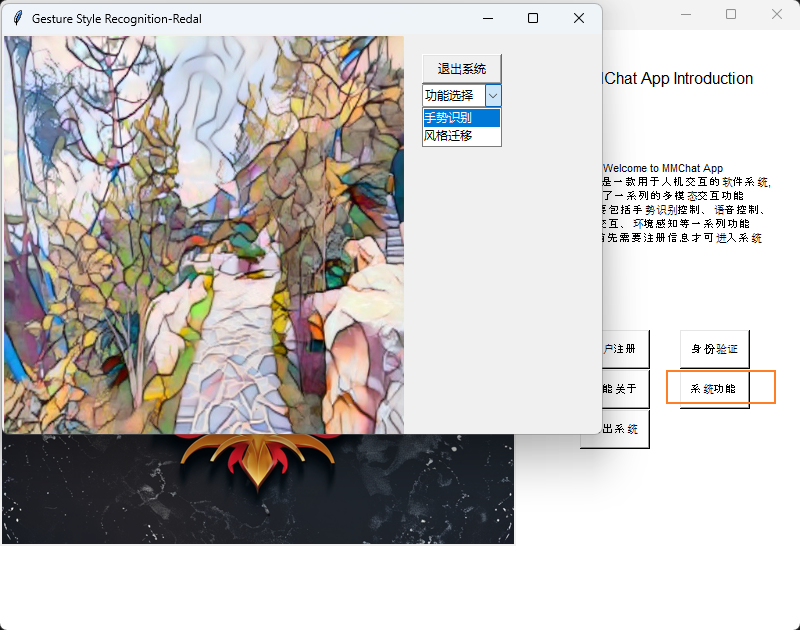 Gesture Style Recognition-Redal
退出系统
功能选择
手势识别
风格迁移
Chat App Introduction
Welcome to MMChat App
是一款用于人机交互的软件系统,
了一系列的多模态交互功能
包括手势识别控制、语音控制、
交互、环境感知等一系列功能
首先需要注册信息才可进入系统
户注册
身份验证
能关于
系统功能
出系统